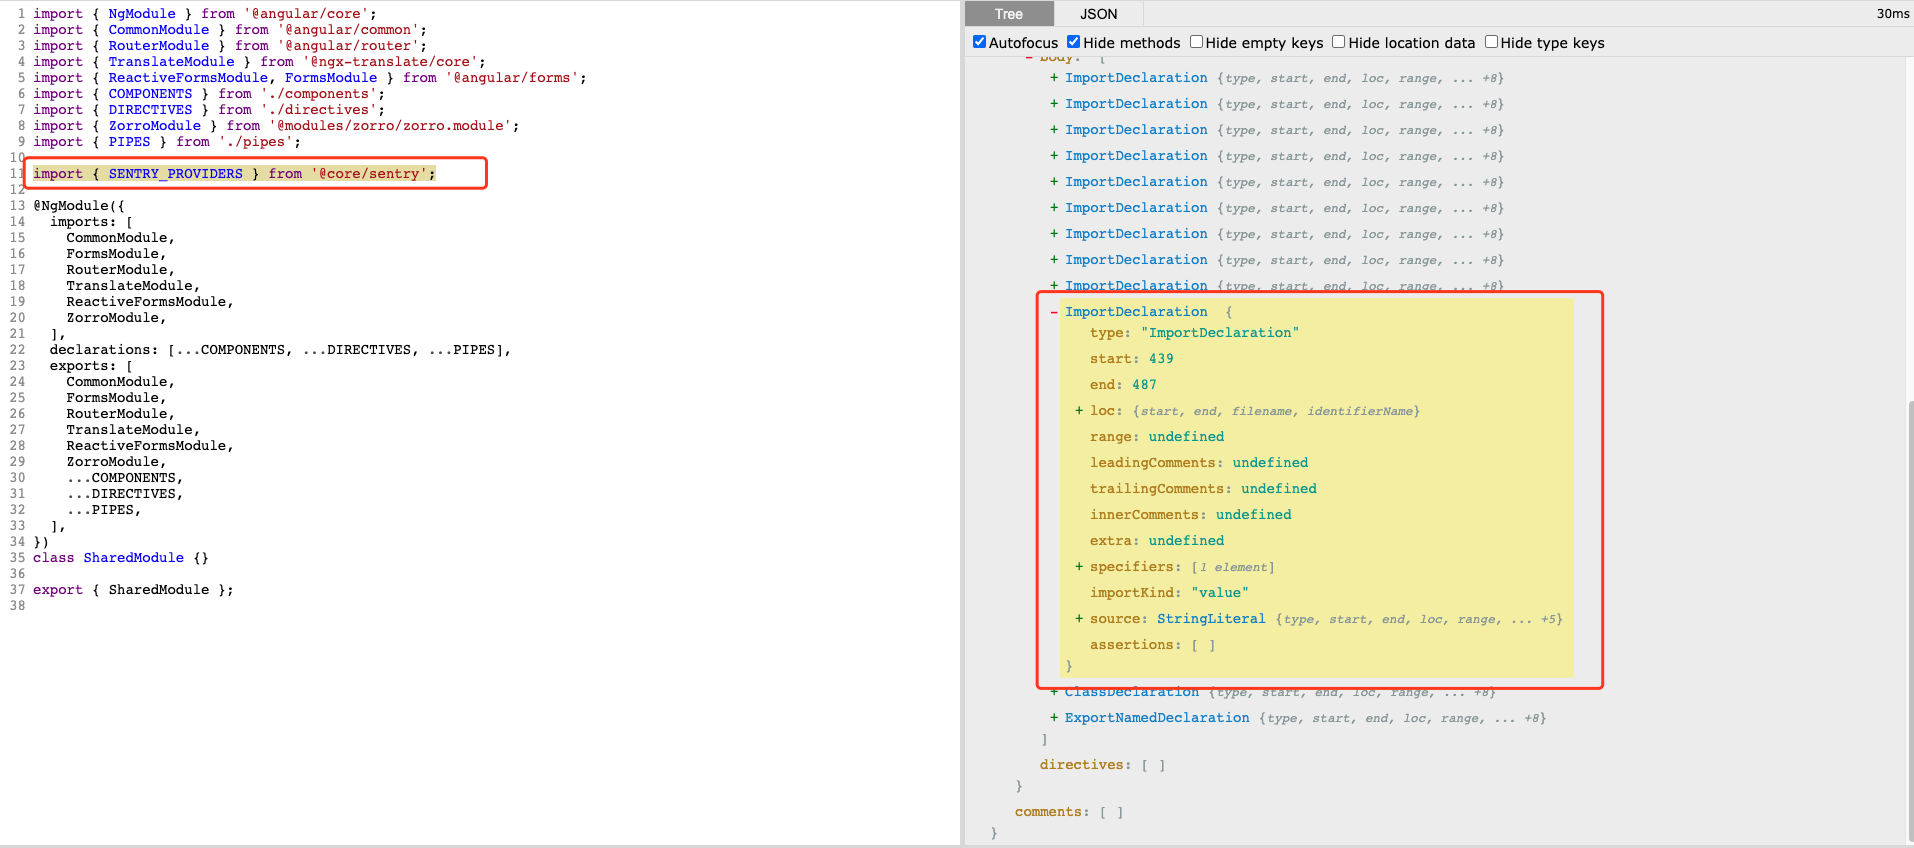 1 import { NgModule } from '@angular/core';
2 import { CommonModule } from '@angular/common';
3 import { RouterModule } from '@angular/router';
4 import { TranslateModule } from '@ngx-translate/core';
5 import { ReactiveFormsModule, FormsModule } from '@angular/forms';
6 import { COMPONENTS } from './components';
7 import { DIRECTIVES } from './directives';
8 import { ZorroModule } from '@modules/zorro/zorro.module';
9 import { PIPES } from './pipes';
10
11 import { SENTRY_PROVIDERS } from '@core/sentry';
12
13 @NgModule({
14   imports: [
15     CommonModule,
16     FormsModule,
17     RouterModule,
18     TranslateModule,
19     ReactiveFormsModule,
20     ZorroModule,
21   ],
22   declarations: [...COMPONENTS, ...DIRECTIVES, ...PIPES],
23   exports: [
24     CommonModule,
25     FormsModule,
26     RouterModule,
27     TranslateModule,
28     ReactiveFormsModule,
29     ZorroModule,
30     ...COMPONENTS,
31     ...DIRECTIVES,
32     ...PIPES,
33   ],
34 })
35 class SharedModule {}
36
37 export { SharedModule };
38
Tree JSON 30ms
Autofocus Hide methods Hide empty keys Hide location data Hide type keys
- body: [
+ ImportDeclaration {type, start, end, loc, range, ... +8}
+ ImportDeclaration {type, start, end, loc, range, ... +8}
+ ImportDeclaration {type, start, end, loc, range, ... +8}
+ ImportDeclaration {type, start, end, loc, range, ... +8}
+ ImportDeclaration {type, start, end, loc, range, ... +8}
+ ImportDeclaration {type, start, end, loc, range, ... +8}
+ ImportDeclaration {type, start, end, loc, range, ... +8}
+ ImportDeclaration {type, start, end, loc, range, ... +8}
+ ImportDeclaration {type, start, end, loc, range, ... +8}
- ImportDeclaration {
type: "ImportDeclaration"
start: 439
end: 487
+ loc: {start, end, filename, identifierName}
range: undefined
leadingComments: undefined
trailingComments: undefined
innerComments: undefined
extra: undefined
+ specifiers: [1 element]
importKind: "value"
+ source: StringLiteral {type, start, end, loc, range, ... +5}
assertions: [ ]
}
+ ClassDeclaration {type, start, end, loc, range, ... +8}
+ ExportNamedDeclaration {type, start, end, loc, range, ... +8}
]
directives: [ ]
}
comments: [ ]
}